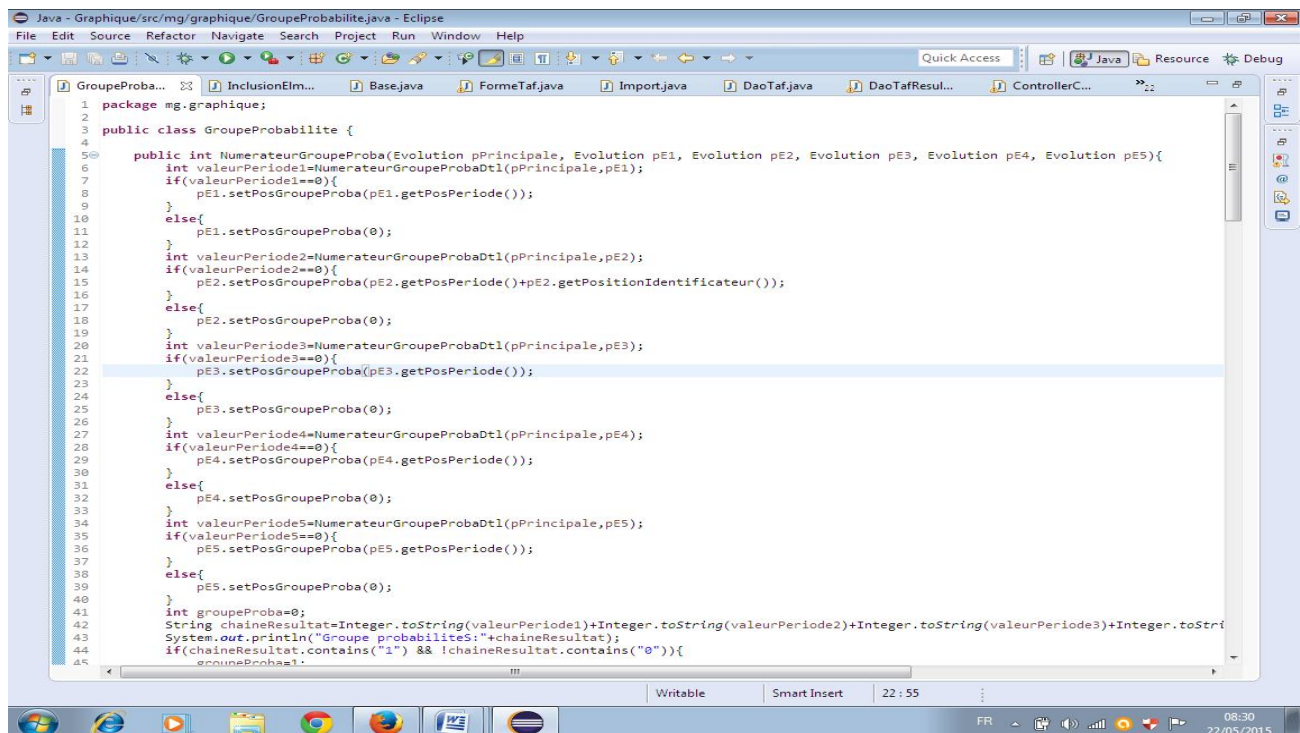 Java - Graphique/src/mg/graphique/GroupeProbabilite.java - Eclipse
File Edit Source Refactor Navigate Search Project Run Window Help
Quick Access Java Resource Debug
GroupeProba... InclusionElm... Base.java FormeTaf.java Import.java DaoTaf.java DaoTafResul... ControllerC... »22
1 package mg.graphique;
2
3 public class GroupeProbabilite {
4
5 public int NumerateurGroupeProba(Evolution pPrincipale, Evolution pE1, Evolution pE2, Evolution pE3, Evolution pE4, Evolution pE5){
6 int valeurPeriode1=NumerateurGroupeProbaDtl(pPrincipale,pE1);
7 if(valeurPeriode1==0){
8 pE1.setPosGroupeProba(pE1.getPosPeriode());
9 }
10 else{
11 pE1.setPosGroupeProba(0);
12 }
13 int valeurPeriode2=NumerateurGroupeProbaDtl(pPrincipale,pE2);
14 if(valeurPeriode2==0){
15 pE2.setPosGroupeProba(pE2.getPosPeriode()+pE2.getPositionIdentificateur());
16 }
17 else{
18 pE2.setPosGroupeProba(0);
19 }
20 int valeurPeriode3=NumerateurGroupeProbaDtl(pPrincipale,pE3);
21 if(valeurPeriode3==0){
22 pE3.setPosGroupeProba(pE3.getPosPeriode());
23 }
24 else{
25 pE3.setPosGroupeProba(0);
26 }
27 int valeurPeriode4=NumerateurGroupeProbaDtl(pPrincipale,pE4);
28 if(valeurPeriode4==0){
29 pE4.setPosGroupeProba(pE4.getPosPeriode());
30 }
31 else{
32 pE4.setPosGroupeProba(0);
33 }
34 int valeurPeriode5=NumerateurGroupeProbaDtl(pPrincipale,pE5);
35 if(valeurPeriode5==0){
36 pE5.setPosGroupeProba(pE5.getPosPeriode());
37 }
38 else{
39 pE5.setPosGroupeProba(0);
40 }
41 int groupeProba=0;
42 String chaineResultat=Integer.toString(valeurPeriode1)+Integer.toString(valeurPeriode2)+Integer.toString(valeurPeriode3)+Integer.toStri
43 System.out.println("Groupe probabiliteS:"+chaineResultat);
44 if(chaineResultat.contains("1") && !chaineResultat.contains("0")){
45 groupeProba=1;
Writable Smart Insert 22 : 55
FR 08:30
22/05/2015